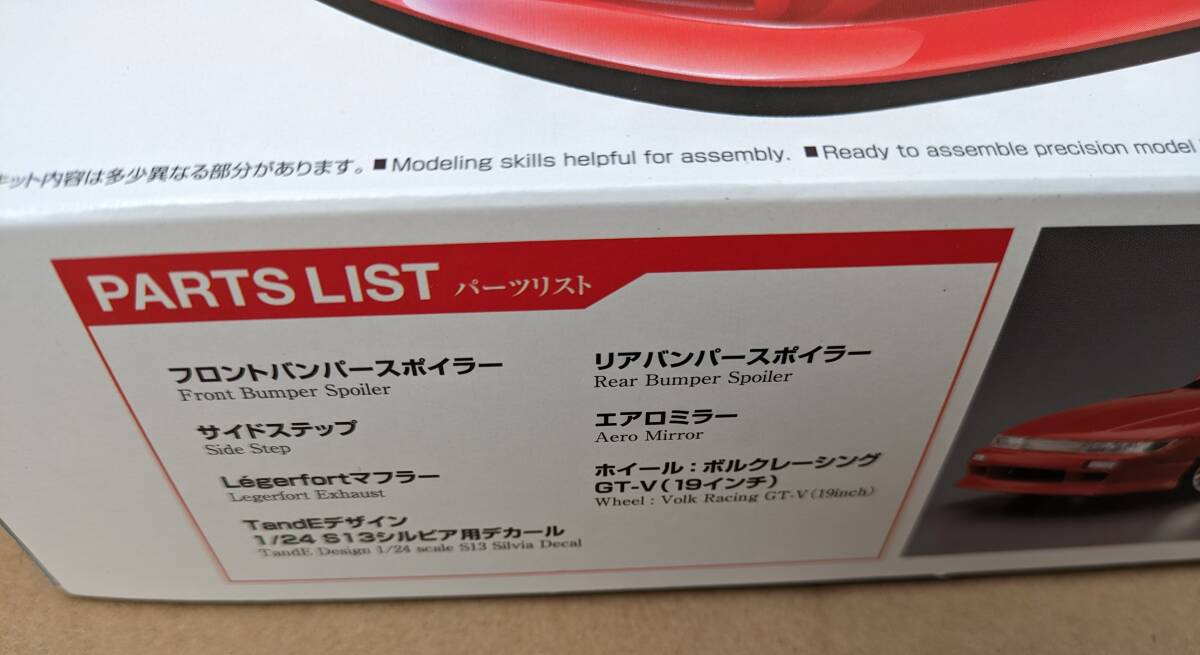 キット内容は多少異なる部分があります。■Modeling skills helpful for assembly. ■Ready to assemble precision model
PARTS LIST パーツリスト
フロントバンパースポイラー
Front Bumper Spoiler
サイドステップ
Side Step
Légerfortマフラー
Legerfort Exhaust
TandEデザイン
1/24 S13シルビア用デカール
TandE Design 1/24 scale S13 Silvia Decal
リアバンパースポイラー
Rear Bumper Spoiler
エアロミラー
Aero Mirror
ホイール：ボルクレーシング
GT-V(19インチ)
Wheel : Volk Racing GT-V(19inch)